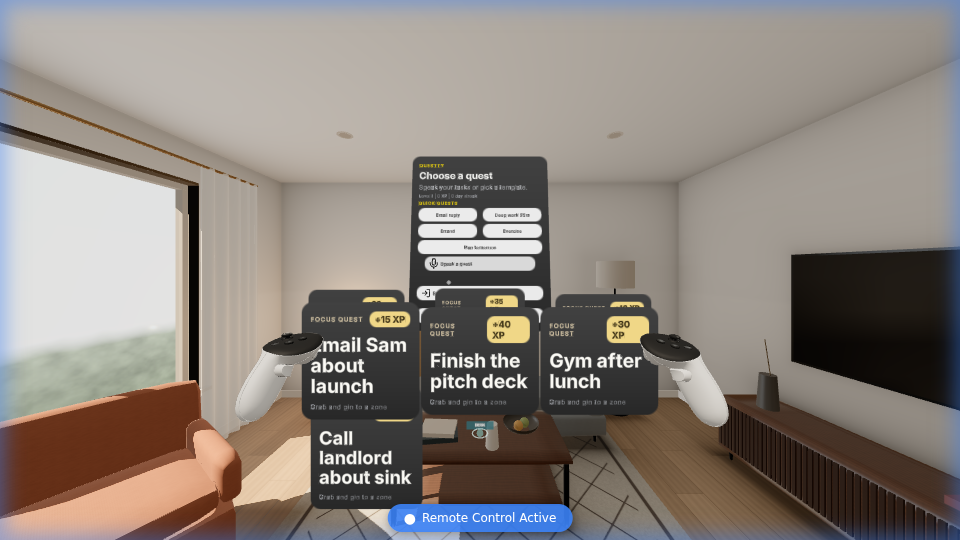 QUESTIFY
Choose a quest
Speak your tasks or pick a template.
QUICK QUESTS
Email reply
Deep work 25m
Errand
Exercise
Plan tomorrow
Speak a quest
+35
FOCUS QUEST
+15 XP
Email Sam
about
launch
Grab and pin to a zone
FOCUS
QUEST
+40
XP
Finish the
pitch deck
Grab and pin to a zone
FOCUS
QUEST
+30
XP
Gym after
lunch
Grab and pin to a zone
Call
landlord
about sink
Grab and pin to a zone
Remote Control Active